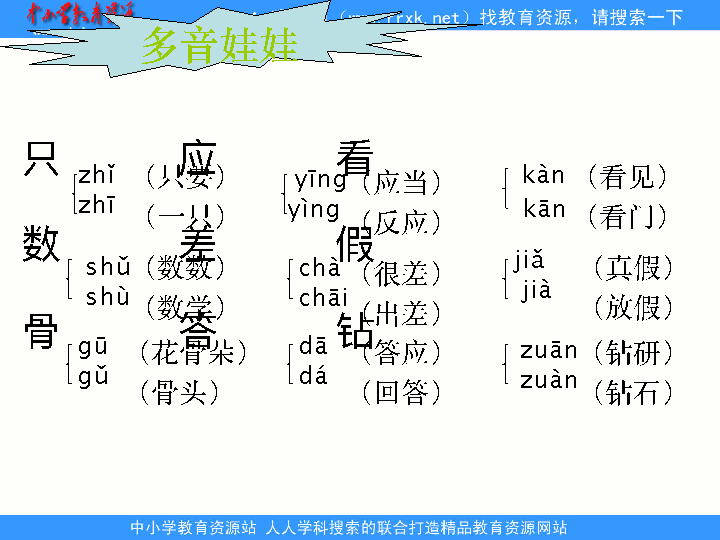 中小学教育资源
rrxk.net）找教育资源，请搜索一下
多音娃娃
只 应 看
zhǐ （只要） yīng （应当） kàn （看见）
zhī （一只） yìng （反应） kān （看门）
数 差 假
shǔ （数数） chà （很差） jiǎ （真假）
shù （数学） chāi （出差） jià （放假）
骨 答 钻
gū （花骨朵） dā （答应） zuān （钻研）
gǔ （骨头） dá （回答） zuàn （钻石）
中小学教育资源站 人人学科搜索的联合打造精品教育资源网站